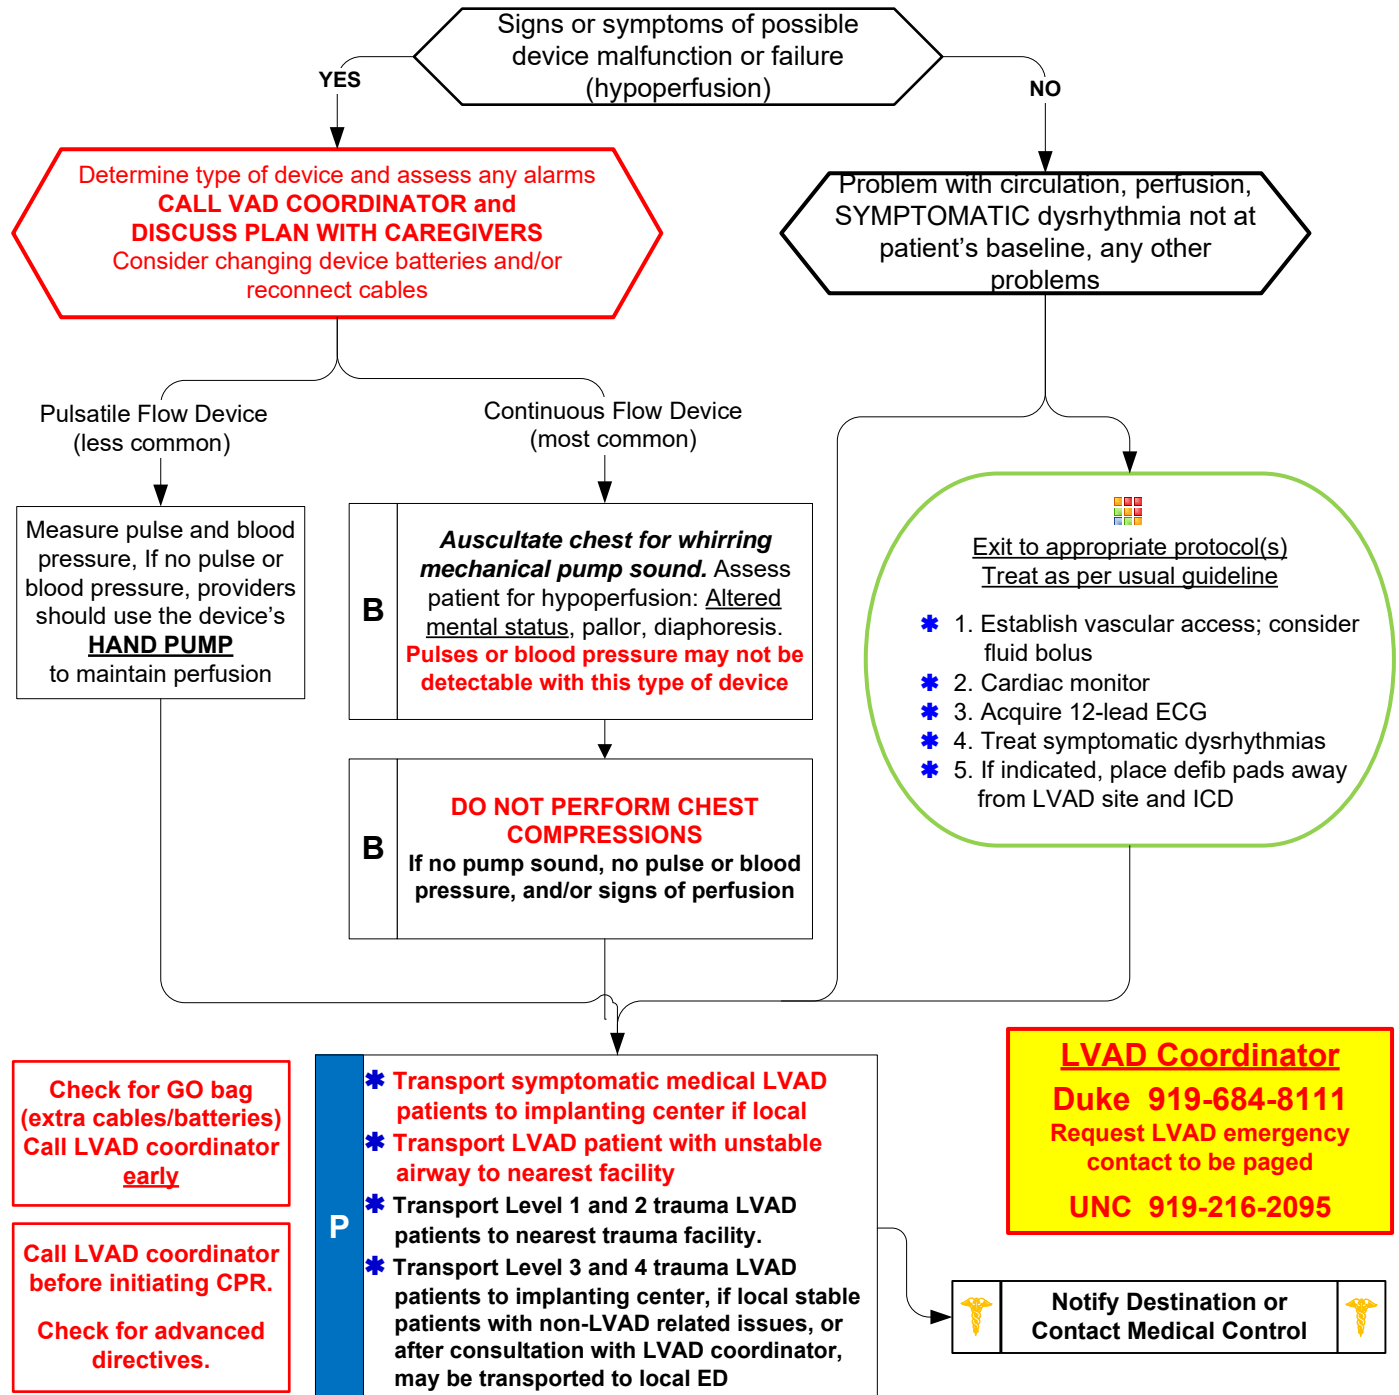 Signs or symptoms of possible
device malfunction or failure
(hypoperfusion)
YES
NO
Determine type of device and assess any alarms
CALL VAD COORDINATOR and
DISCUSS PLAN WITH CAREGIVERS
Consider changing device batteries and/or
reconnect cables
Problem with circulation, perfusion,
SYMPTOMATIC dysrhythmia not at
patient's baseline, any other
problems
Pulsatile Flow Device
(less common)
Continuous Flow Device
(most common)
Measure pulse and blood
pressure, If no pulse or
blood pressure, providers
should use the device's
HAND PUMP
to maintain perfusion
B
Auscultate chest for whirring
mechanical pump sound. Assess
patient for hypoperfusion: Altered
mental status, pallor, diaphoresis.
Pulses or blood pressure may not be
detectable with this type of device
B
DO NOT PERFORM CHEST
COMPRESSIONS
If no pump sound, no pulse or blood
pressure, and/or signs of perfusion
Exit to appropriate protocol(s)
Treat as per usual guideline
✱ 1. Establish vascular access; consider
fluid bolus
✱ 2. Cardiac monitor
✱ 3. Acquire 12-lead ECG
✱ 4. Treat symptomatic dysrhythmias
✱ 5. If indicated, place defib pads away
from LVAD site and ICD
Check for GO bag
(extra cables/batteries)
Call LVAD coordinator
early
Call LVAD coordinator
before initiating CPR.
Check for advanced
directives.
P
✱ Transport symptomatic medical LVAD
patients to implanting center if local
✱ Transport LVAD patient with unstable
airway to nearest facility
✱ Transport Level 1 and 2 trauma LVAD
patients to nearest trauma facility.
✱ Transport Level 3 and 4 trauma LVAD
patients to implanting center, if local stable
patients with non-LVAD related issues, or
after consultation with LVAD coordinator,
may be transported to local ED
LVAD Coordinator
Duke 919-684-8111
Request LVAD emergency
contact to be paged
UNC 919-216-2095
Notify Destination or
Contact Medical Control